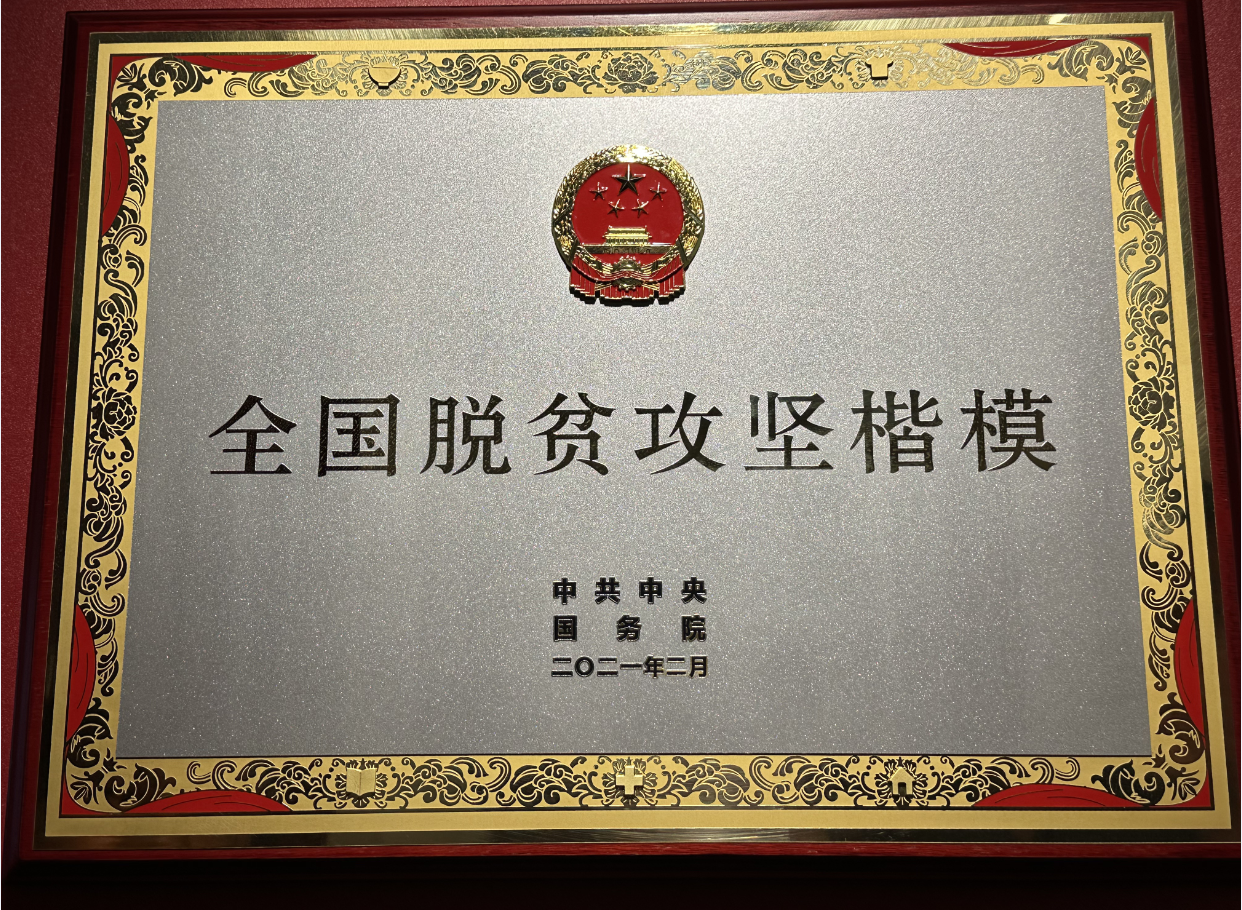 全国脱贫攻坚楷模
中共中央
国务院
二〇二一年二月